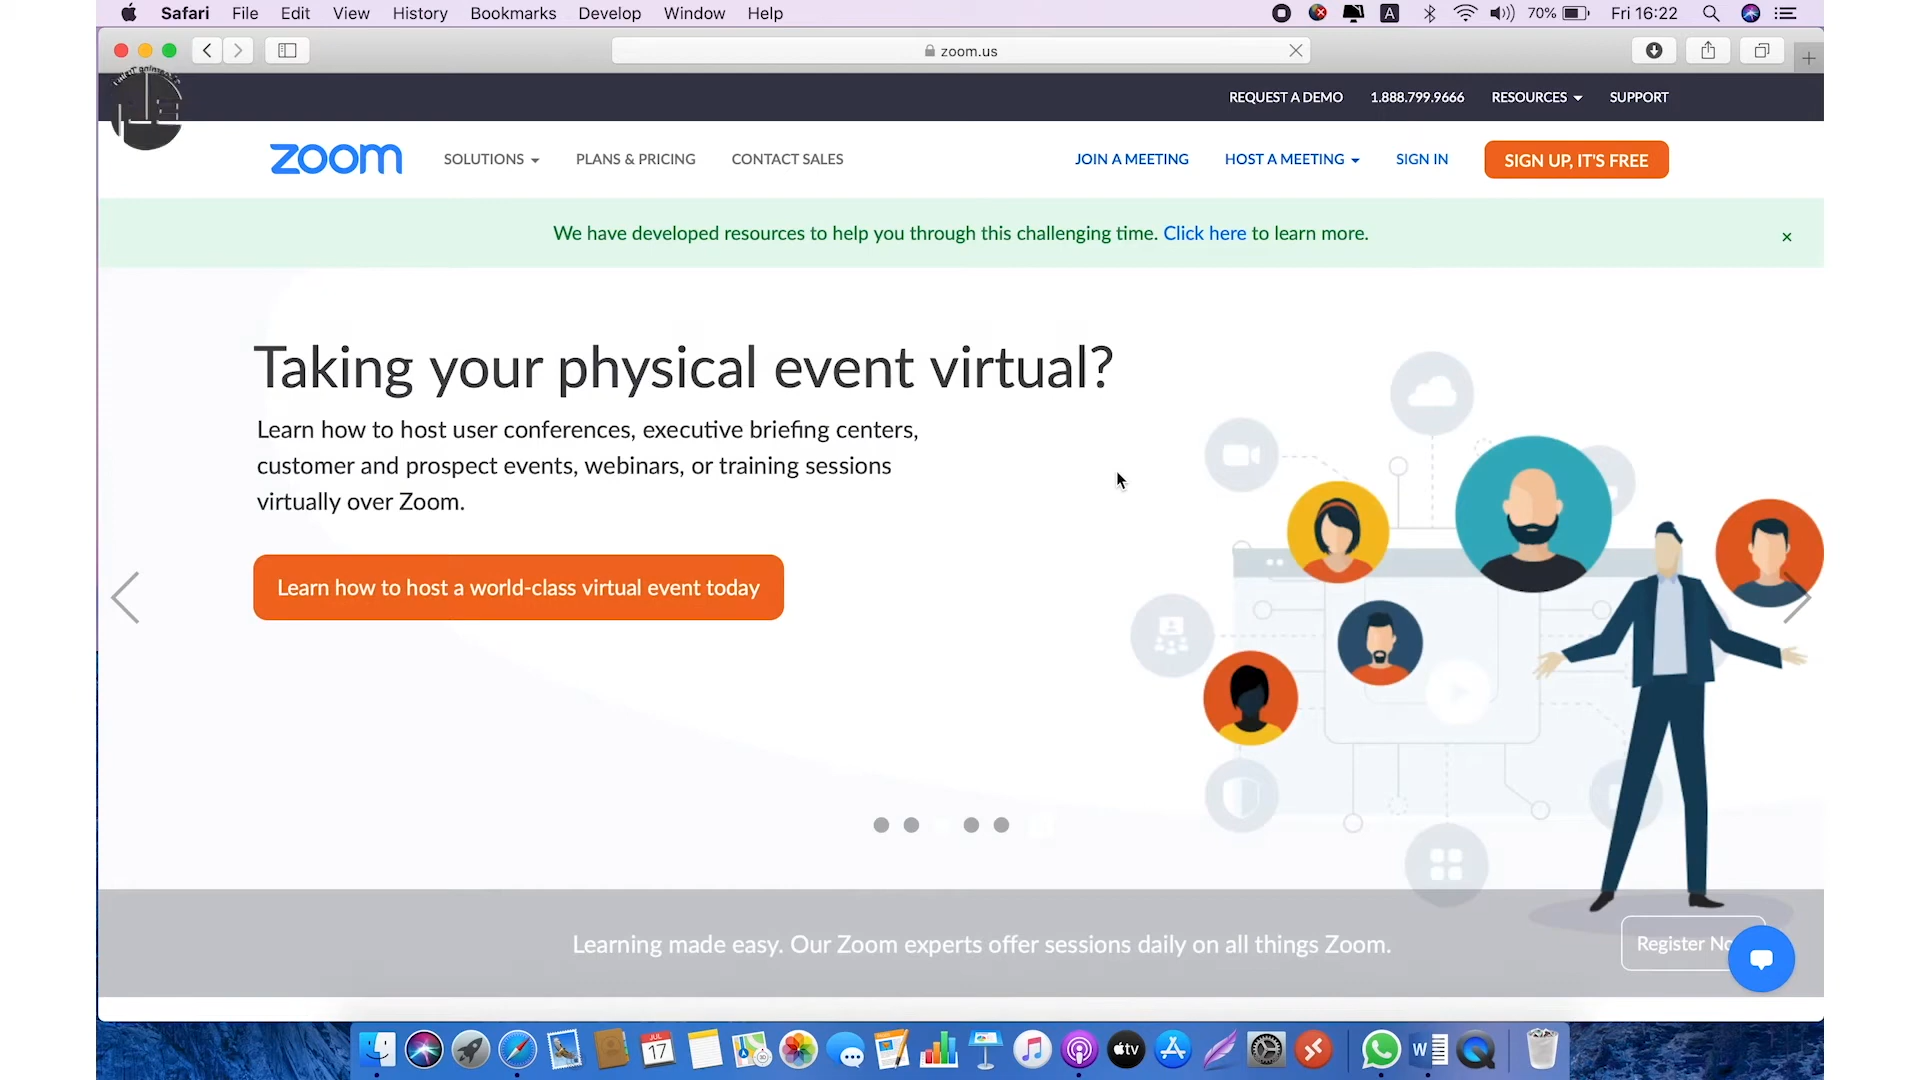 Safari File Edit View History Bookmarks Develop Window Help
A 70% Fri 16:22
zoom.us
REQUEST A DEMO 1.888.799.9666 RESOURCES SUPPORT
zoom SOLUTIONS PLANS & PRICING CONTACT SALES JOIN A MEETING HOST A MEETING SIGN IN SIGN UP, IT'S FREE
We have developed resources to help you through this challenging time. Click here to learn more.
Taking your physical event virtual?
Learn how to host user conferences, executive briefing centers,
customer and prospect events, webinars, or training sessions
virtually over Zoom.
Learn how to host a world-class virtual event today
Learning made easy. Our Zoom experts offer sessions daily on all things Zoom.
Register No
JUL
17
tv
W